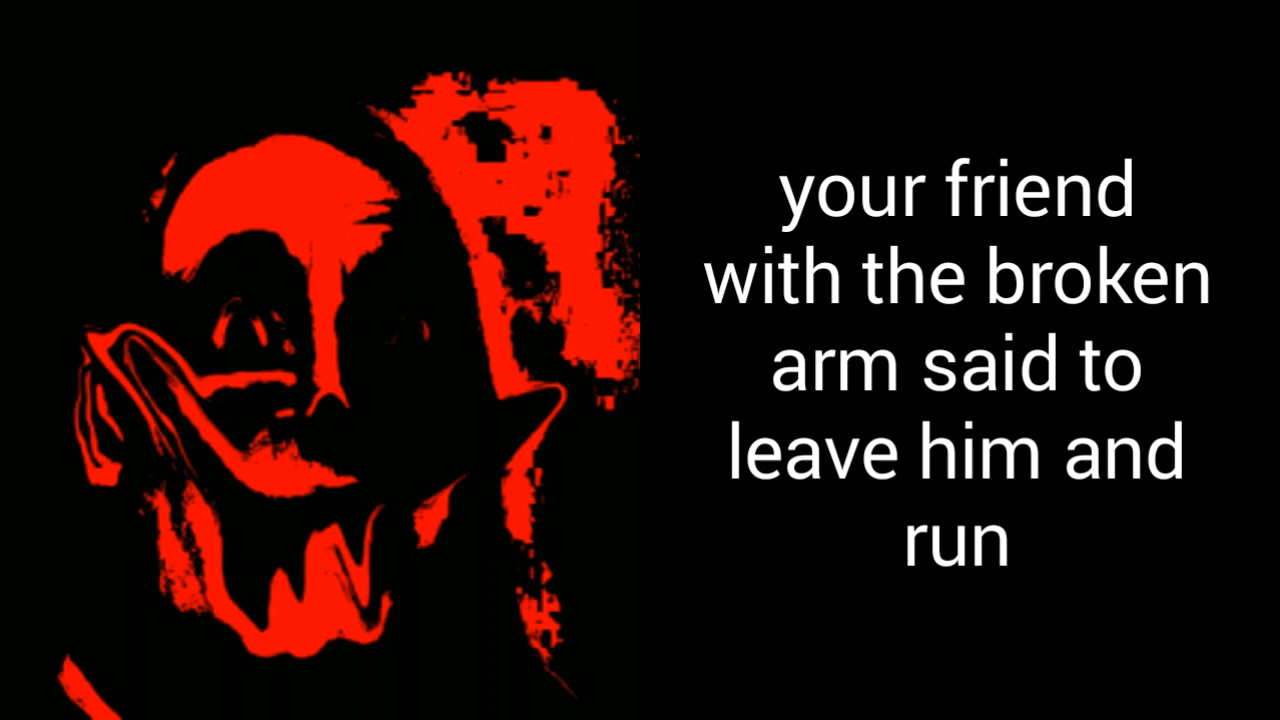 your friend
with the broken
arm said to
leave him and
run